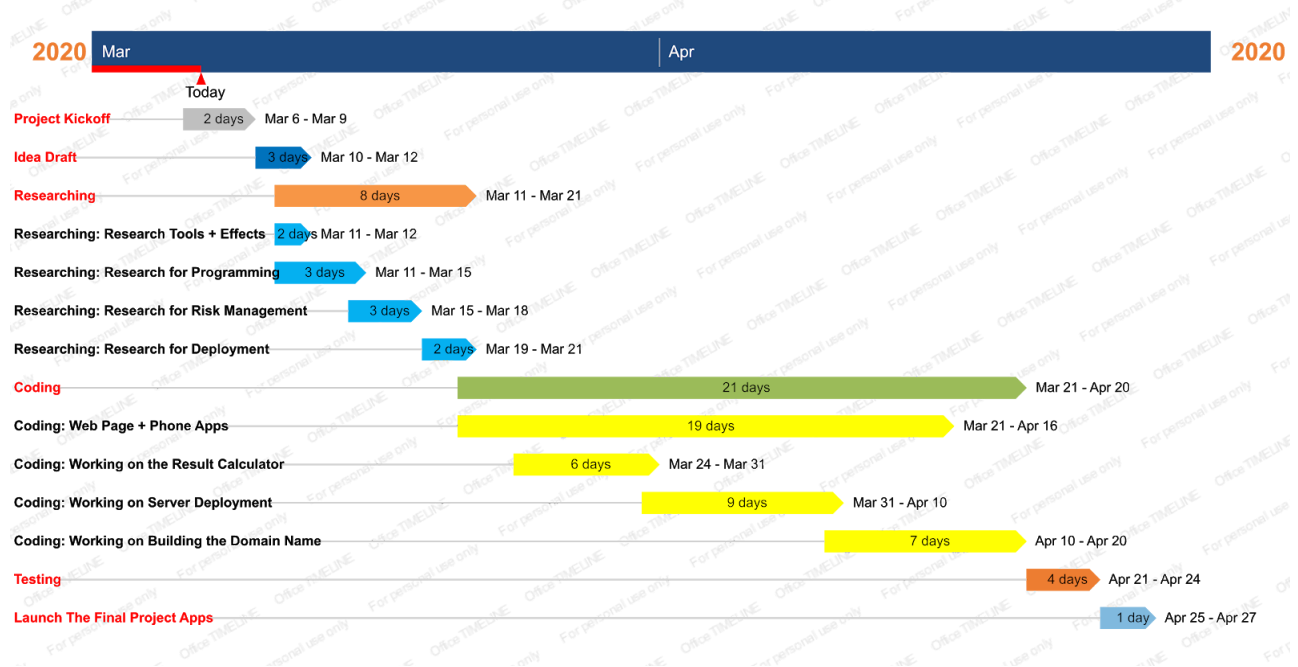 2020 Mar Apr 2020
Today
Project Kickoff 2 days Mar 6 - Mar 9
Idea Draft 3 days Mar 10 - Mar 12
Researching 8 days Mar 11 - Mar 21
Researching: Research Tools + Effects 2 days Mar 11 - Mar 12
Researching: Research for Programming 3 days Mar 11 - Mar 15
Researching: Research for Risk Management 3 days Mar 15 - Mar 18
Researching: Research for Deployment 2 days Mar 19 - Mar 21
Coding 21 days Mar 21 - Apr 20
Coding: Web Page + Phone Apps 19 days Mar 21 - Apr 16
Coding: Working on the Result Calculator 6 days Mar 24 - Mar 31
Coding: Working on Server Deployment 9 days Mar 31 - Apr 10
Coding: Working on Building the Domain Name 7 days Apr 10 - Apr 20
Testing 4 days Apr 21 - Apr 24
Launch The Final Project Apps 1 day Apr 25 - Apr 27
Office TIMELINE
For personal use only